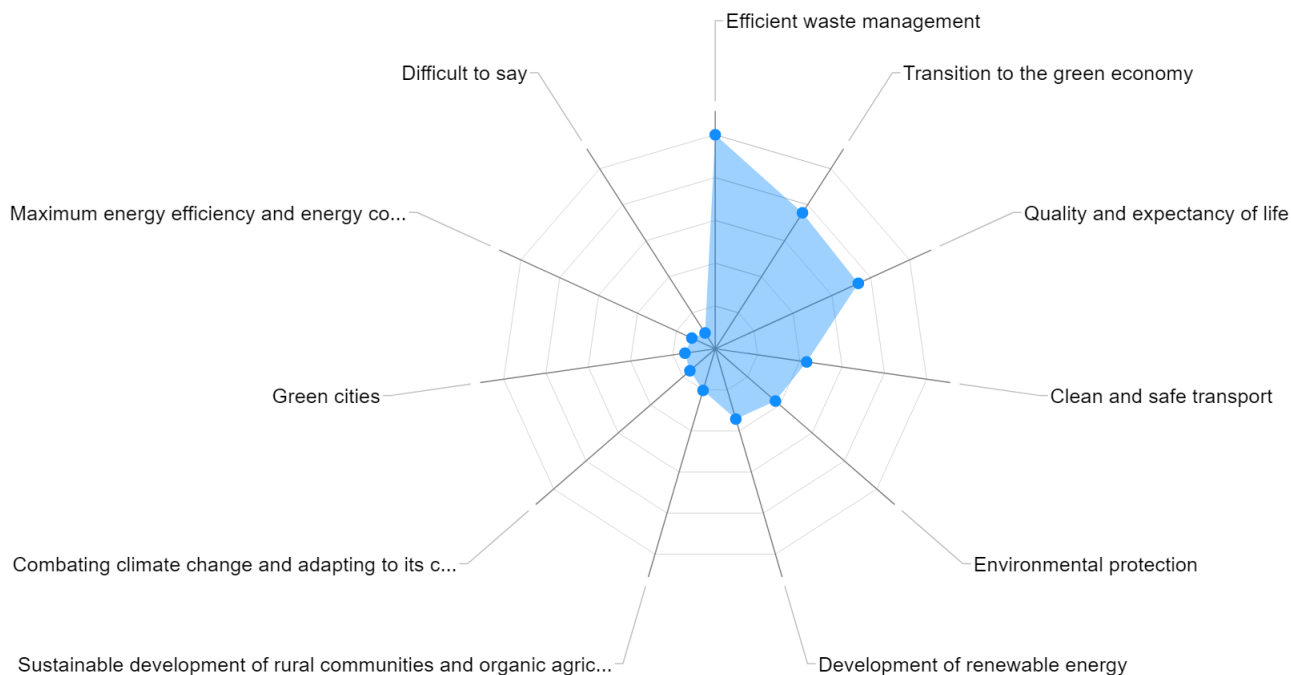 Efficient waste management
Difficult to say
Transition to the green economy
Maximum energy efficiency and energy co...
Quality and expectancy of life
Green cities
Clean and safe transport
Combating climate change and adapting to its c...
Environmental protection
Sustainable development of rural communities and organic agric...
Development of renewable energy